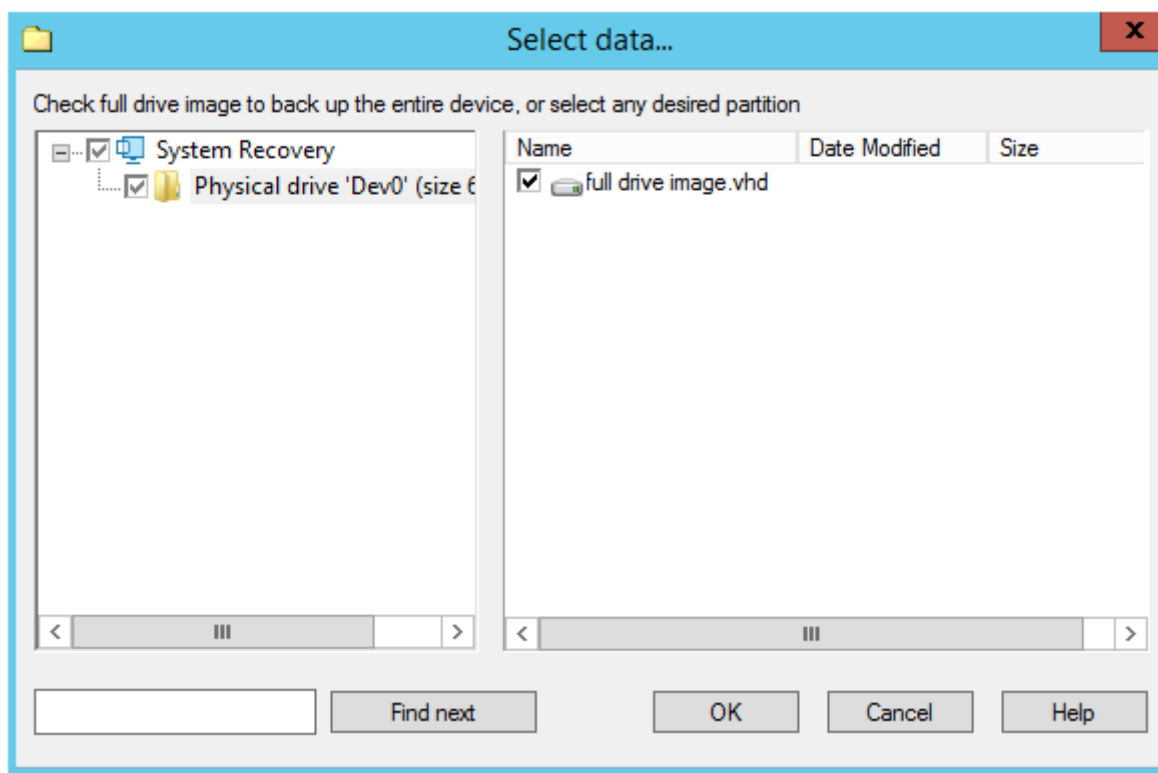 Select data...
x
Check full drive image to back up the entire device, or select any desired partition
System Recovery
Physical drive 'Dev0' (size 6
Name Date Modified Size
full drive image.vhd
Find next OK Cancel Help